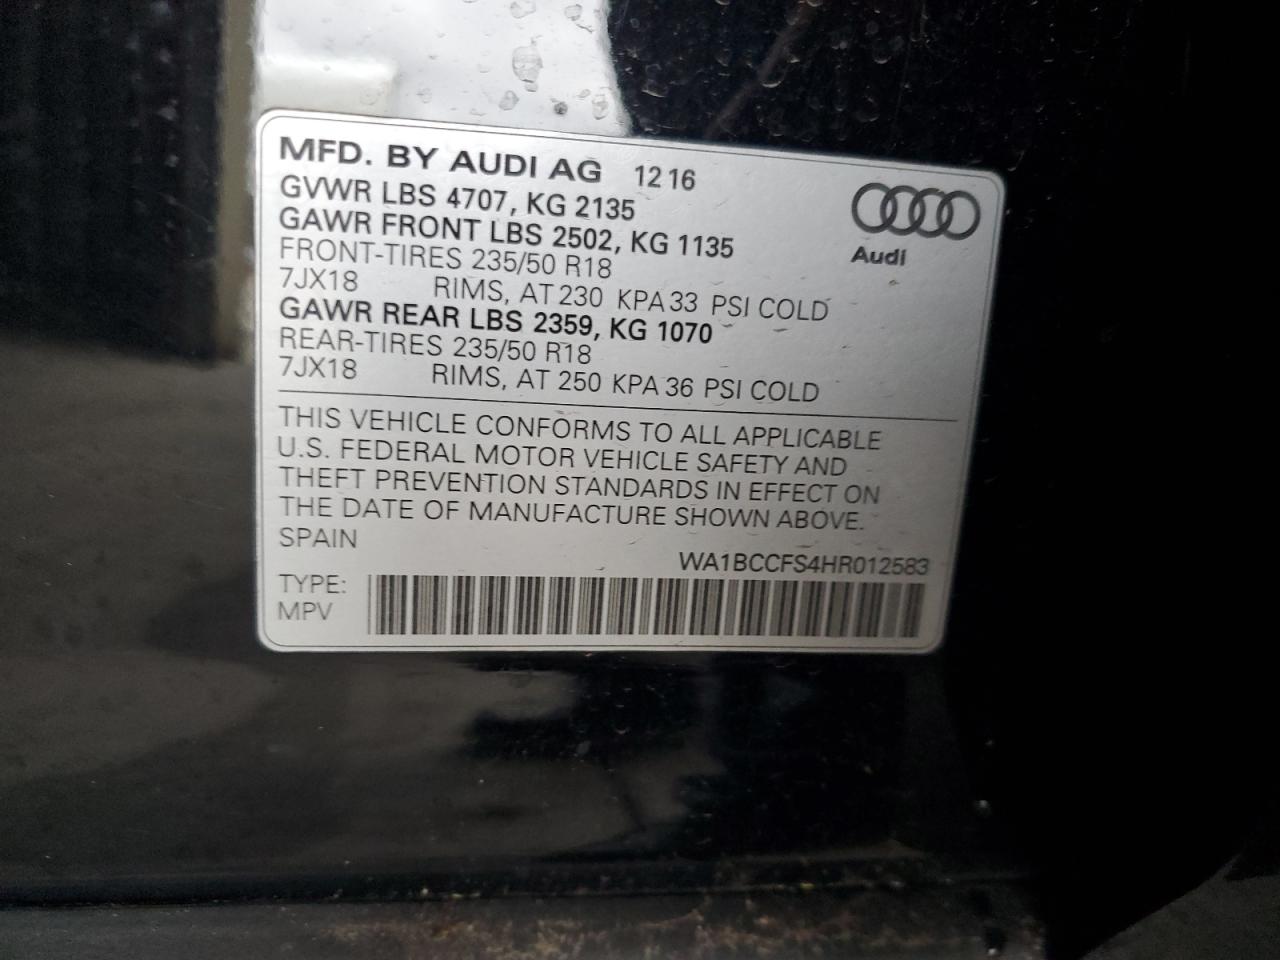 MFD. BY AUDI AG 12 16
GVWR LBS 4707, KG 2135
GAWR FRONT LBS 2502, KG 1135
FRONT-TIRES 235/50 R18
7JX18 RIMS, AT 230 KPA 33 PSI COLD
GAWR REAR LBS 2359, KG 1070
REAR-TIRES 235/50 R18
7JX18 RIMS, AT 250 KPA 36 PSI COLD
Audi
THIS VEHICLE CONFORMS TO ALL APPLICABLE
U.S. FEDERAL MOTOR VEHICLE SAFETY AND
THEFT PREVENTION STANDARDS IN EFFECT ON
THE DATE OF MANUFACTURE SHOWN ABOVE.
SPAIN
WA1BCCFS4HR012583
TYPE:
MPV